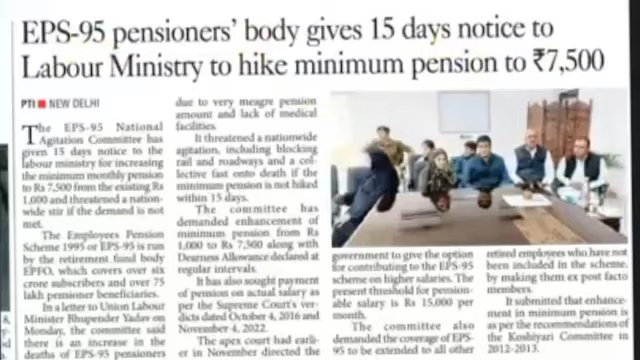 EPS-95 pensioners' body gives 15 days notice to
Labour Ministry to hike minimum pension to ₹7,500
PTI NEW DELHI
The EPS-95 National
Agitation Committee has
given 15 days notice to the
labour ministry for increasing
the minimum monthly pension
to Rs 7,500 from the existing Rs
1,000 and threatened a nation-
wide stir if the demand is not
met.
The Employees Pension
Scheme 1995 or EPS-95 is run
by the retirement fund body
EPFO, which covers over six
crore subscribers and over 75
lakh pensioner beneficiaries.
In a letter to Union Labour
Minister Bhupender Yadav on
Monday, the committee said
there is an increase in the
deaths of EPS-95 pensioners
due to very meagre pension
amount and lack of medical
facilities.
It threatened a nationwide
agitation, including blocking
rail and roadways and a col-
lective fast onto death if the
minimum pension is not hiked
within 15 days.
The committee has
demanded enhancement of
minimum pension from Rs
1,000 to Rs 7,500 along with
Dearness Allowance declared at
regular intervals.
It has also sought payment
of pension on actual salary as
per the Supreme Court's ver-
dicts dated October 4, 2016 and
November 4, 2022.
The apex court had earli-
er in November directed the
government to give the option
for contributing to the EPS-95
scheme on higher salaries. The
present threshold for pension-
able salary is Rs 15,000 per
month.
The committee also
demanded the coverage of EPS-
95 to be extended to all other
retired employees who have not
been included in the scheme,
by making them ex post facto
members.
It submitted that enhance-
ment in minimum pension is
as per the recommendations of
the Koshiyari Committee in
2012-2013.